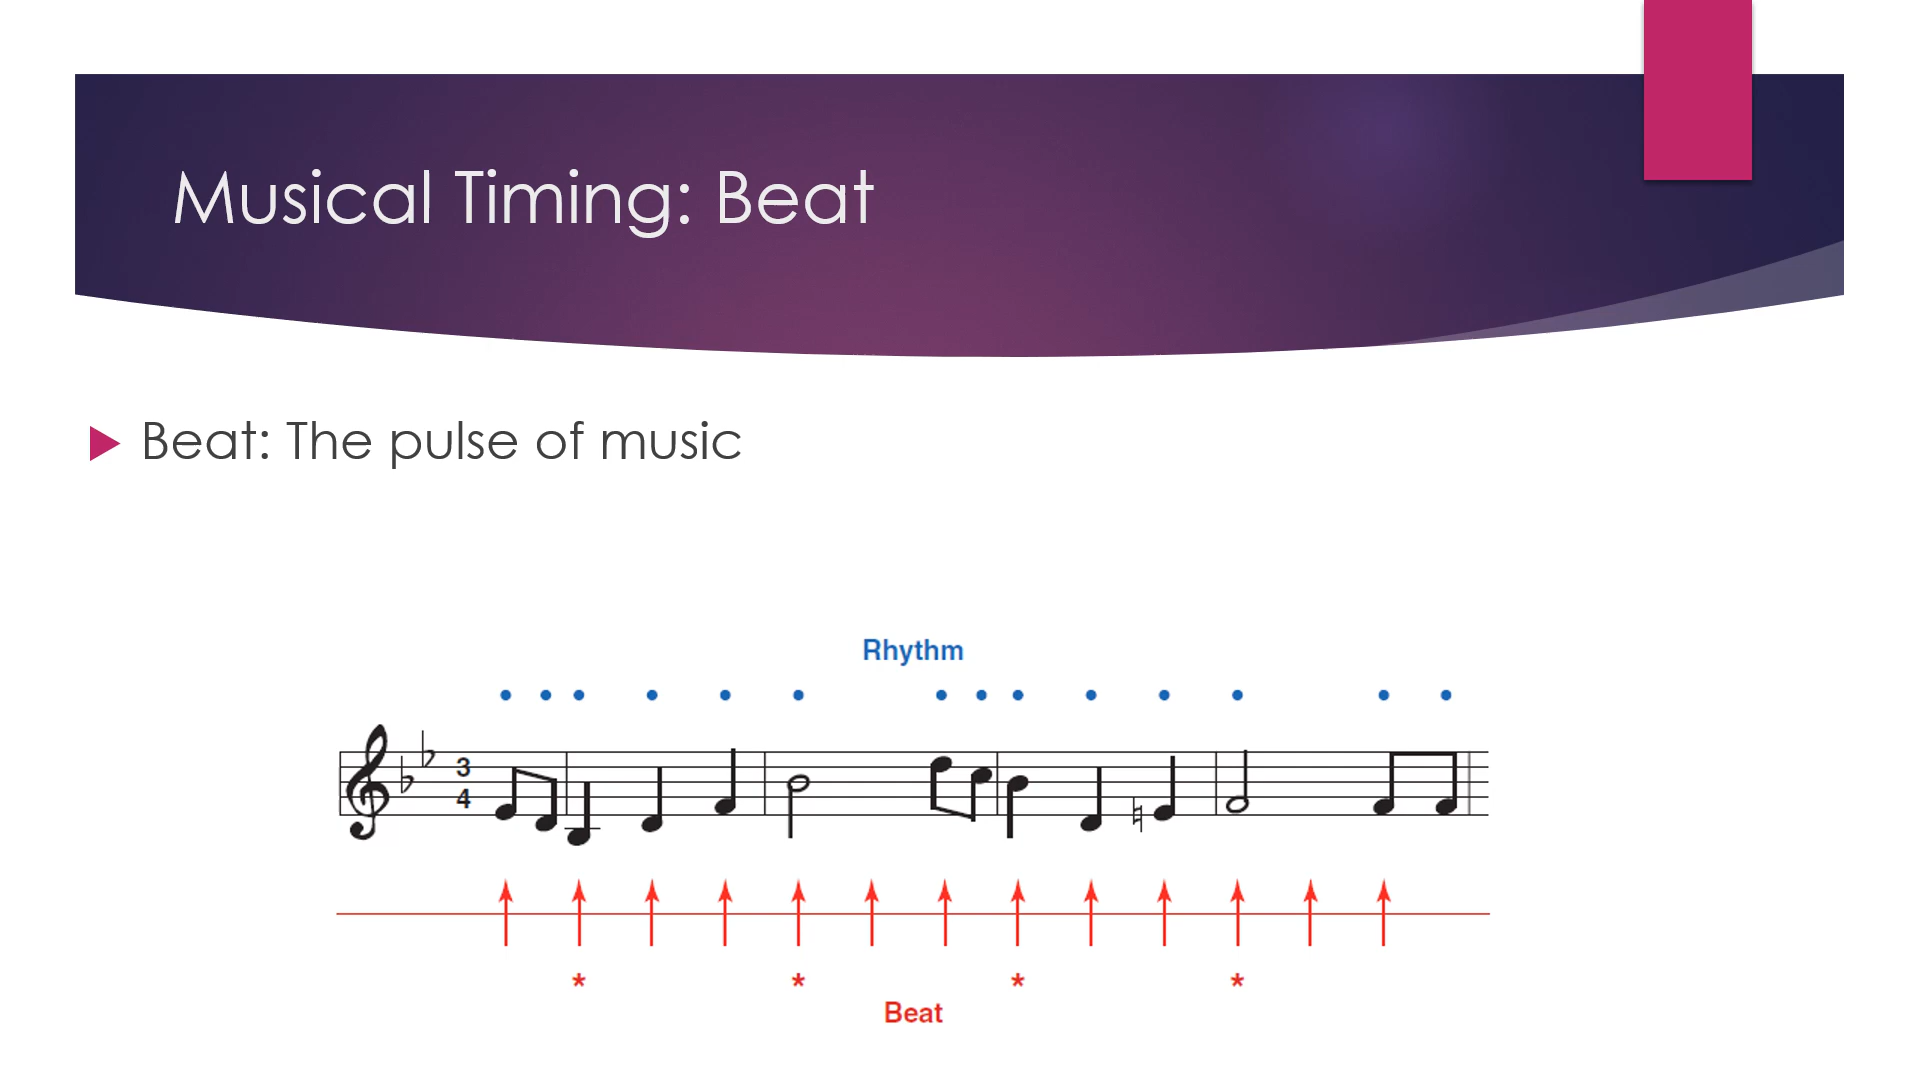 Musical Timing: Beat
Beat: The pulse of music
Rhythm
3
4
* * * *
Beat